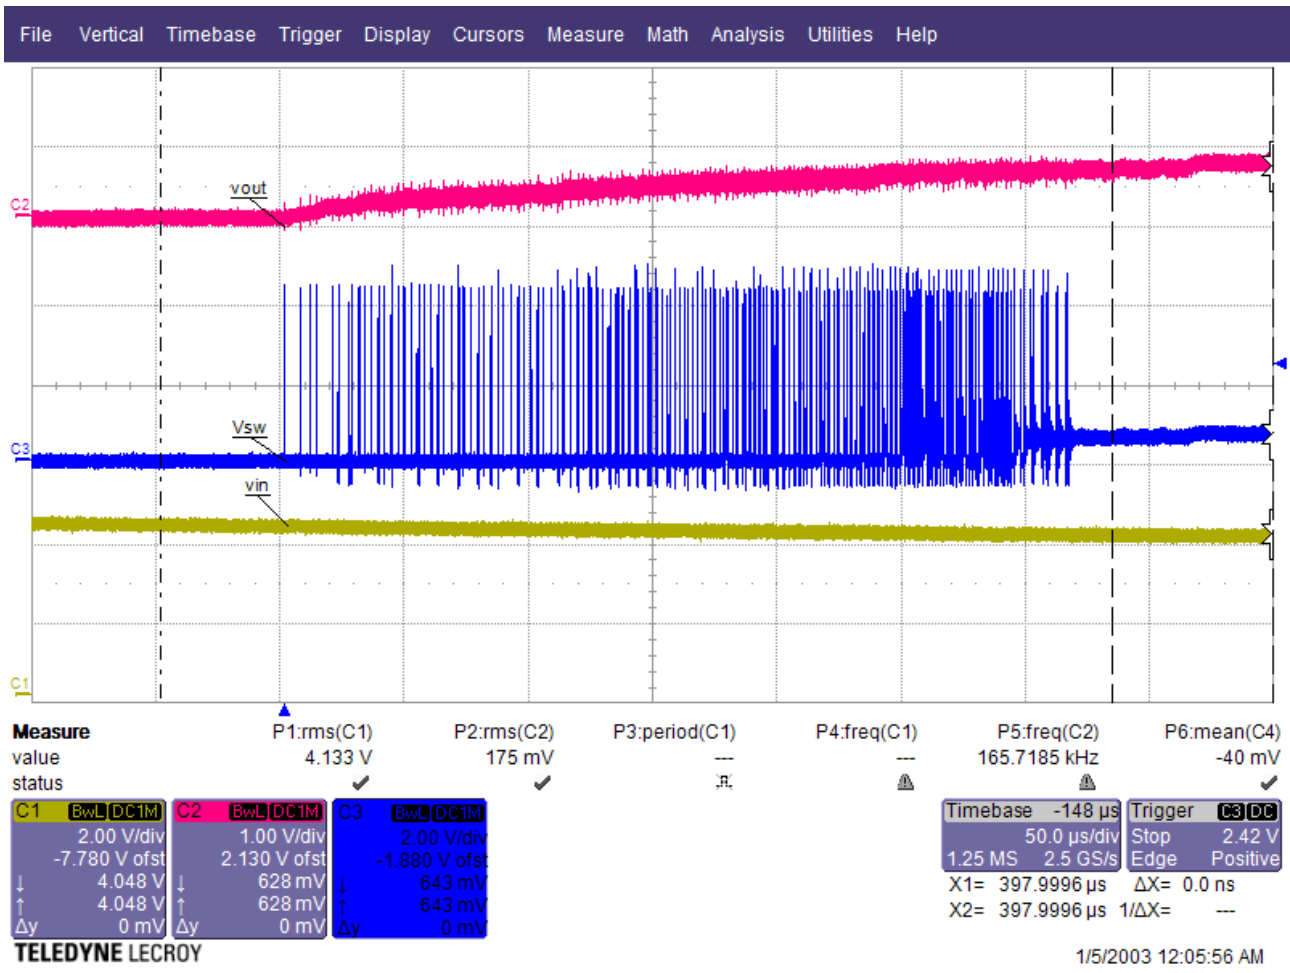 File Vertical Timebase Trigger Display Cursors Measure Math Analysis Utilities Help
vout
C2
Vsw
C3
vin
C1
Measure P1:rms(C1) P2:rms(C2) P3:period(C1) P4:freq(C1) P5:freq(C2) P6:mean(C4)
value 4.133 V 175 mV --- --- 165.7185 kHz -40 mV
status
C1 BwL DC1M C2 BwL DC1M C3 BwL DC1M Timebase -148 µs Trigger C3 DC
2.00 V/div 1.00 V/div 2.00 V/div 50.0 µs/div Stop 2.42 V
-7.780 V ofst 2.130 V ofst -1.880 V ofst 1.25 MS 2.5 GS/s Edge Positive
4.048 V 628 mV 643 mV X1= 397.9996 µs ΔX= 0.0 ns
4.048 V 628 mV 643 mV X2= 397.9996 µs 1/ΔX= ---
Δy 0 mV Δy 0 mV Δy 0 mV
TELEDYNE LECROY 1/5/2003 12:05:56 AM